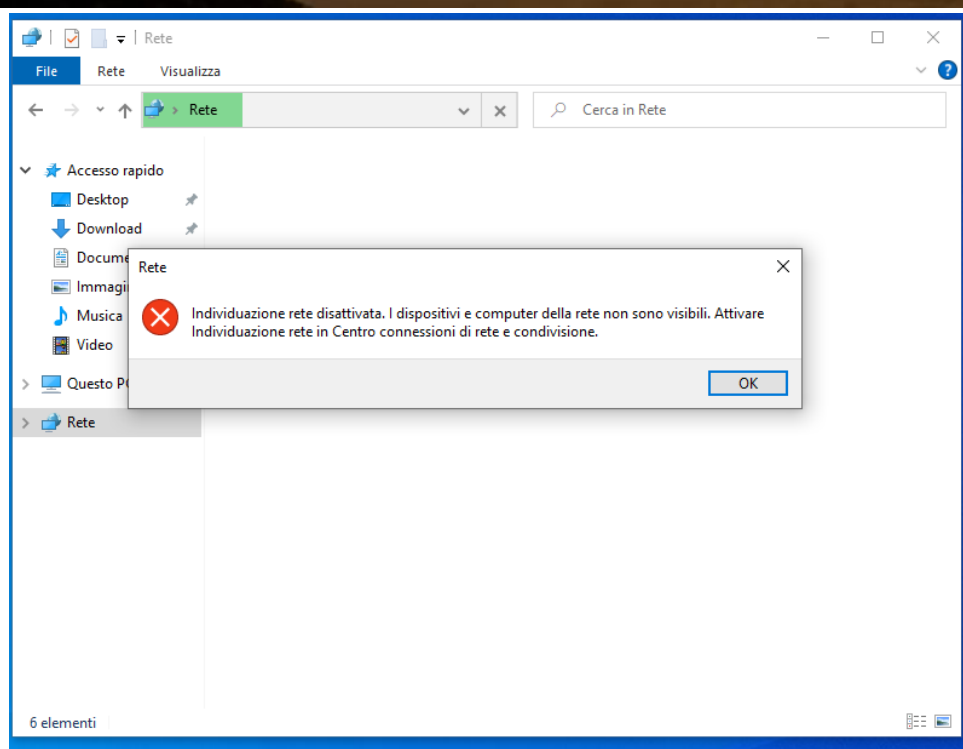 Rete
File Rete Visualizza
Rete
Cerca in Rete
Accesso rapido
Desktop
Download
Docume
Immagi
Musica
Video
Questo P
Rete
Rete
Individuazione rete disattivata. I dispositivi e computer della rete non sono visibili. Attivare
Individuazione rete in Centro connessioni di rete e condivisione.
OK
6 elementi